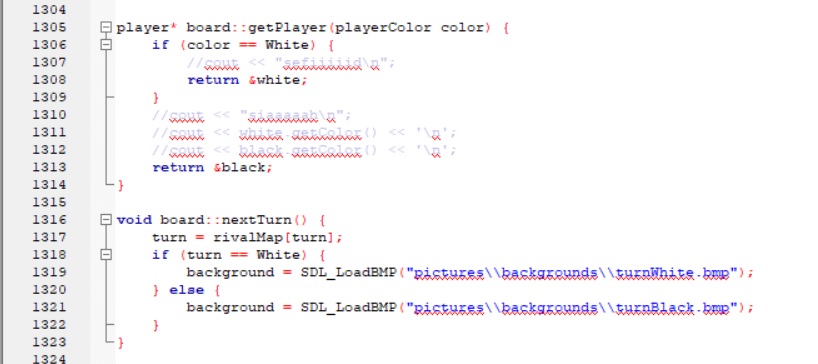 1304
1305 player* board::getPlayer(playerColor color) {
1306 if (color == White) {
1307 //cout << "sefiiiiid\n";
1308 return &white;
1309 }
1310 //cout << "siaaaaah\n";
1311 //cout << white.getColor() << '\n';
1312 //cout << black.getColor() << '\n';
1313 return &black;
1314 }
1315
1316 void board::nextTurn() {
1317 turn = rivalMap[turn];
1318 if (turn == White) {
1319 background = SDL_LoadBMP("pictures\\backgrounds\\turnWhite.bmp");
1320 } else {
1321 background = SDL_LoadBMP("pictures\\backgrounds\\turnBlack.bmp");
1322 }
1323 }
1324